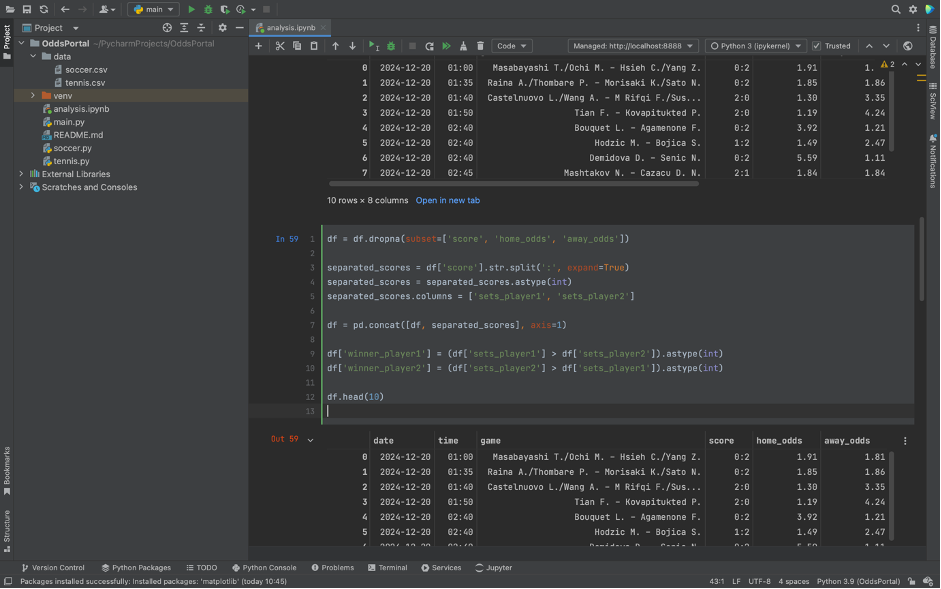 main
Project
OddsPortal ~/PycharmProjects/OddsPortal
data
soccer.csv
tennis.csv
venv
analysis.ipynb
main.py
README.md
soccer.py
tennis.py
External Libraries
Scratches and Consoles
Project
Bookmarks
Structure
analysis.ipynb
Code
Managed: http://localhost:8888
Python 3 (ipykernel)
Trusted
2
0 2024-12-20 01:00 Masabayashi T./Ochi M. – Hsieh C./Yang Z. 0:2 1.91 1.
1 2024-12-20 01:35 Raina A./Thombare P. – Morisaki K./Sato N. 0:2 1.85 1.86
2 2024-12-20 01:40 Castelnuovo L./Wang A. – M Rifqi F./Sus... 2:0 1.30 3.35
3 2024-12-20 01:50 Tian F. – Kovapitukted P. 2:0 1.19 4.24
4 2024-12-20 02:40 Bouquet L. – Agamenone F. 0:2 3.92 1.21
5 2024-12-20 02:40 Hodzic M. – Bojica S. 1:2 1.49 2.47
6 2024-12-20 02:40 Demidova D. – Senic N. 0:2 5.59 1.11
7 2024-12-20 02:45 Mashtakov N. – Cazacu D. N. 2:1 1.84 1.84
10 rows × 8 columns Open in new tab
In 59
1 df = df.dropna(subset=['score', 'home_odds', 'away_odds'])
2
3 separated_scores = df['score'].str.split(':', expand=True)
4 separated_scores = separated_scores.astype(int)
5 separated_scores.columns = ['sets_player1', 'sets_player2']
6
7 df = pd.concat([df, separated_scores], axis=1)
8
9 df['winner_player1'] = (df['sets_player1'] > df['sets_player2']).astype(int)
10 df['winner_player2'] = (df['sets_player2'] > df['sets_player1']).astype(int)
11
12 df.head(10)
13
Out 59
date time game score home_odds away_odds
0 2024-12-20 01:00 Masabayashi T./Ochi M. – Hsieh C./Yang Z. 0:2 1.91 1.81
1 2024-12-20 01:35 Raina A./Thombare P. – Morisaki K./Sato N. 0:2 1.85 1.86
2 2024-12-20 01:40 Castelnuovo L./Wang A. – M Rifqi F./Sus... 2:0 1.30 3.35
3 2024-12-20 01:50 Tian F. – Kovapitukted P. 2:0 1.19 4.24
4 2024-12-20 02:40 Bouquet L. – Agamenone F. 0:2 3.92 1.21
5 2024-12-20 02:40 Hodzic M. – Bojica S. 1:2 1.49 2.47
Database
SciView
Notifications
Version Control
Python Packages
TODO
Python Console
Problems
Terminal
Services
Jupyter
Packages installed successfully: Installed packages: 'matplotlib' (today 10:45)
43:1 LF UTF-8 4 spaces Python 3.9 (OddsPortal)